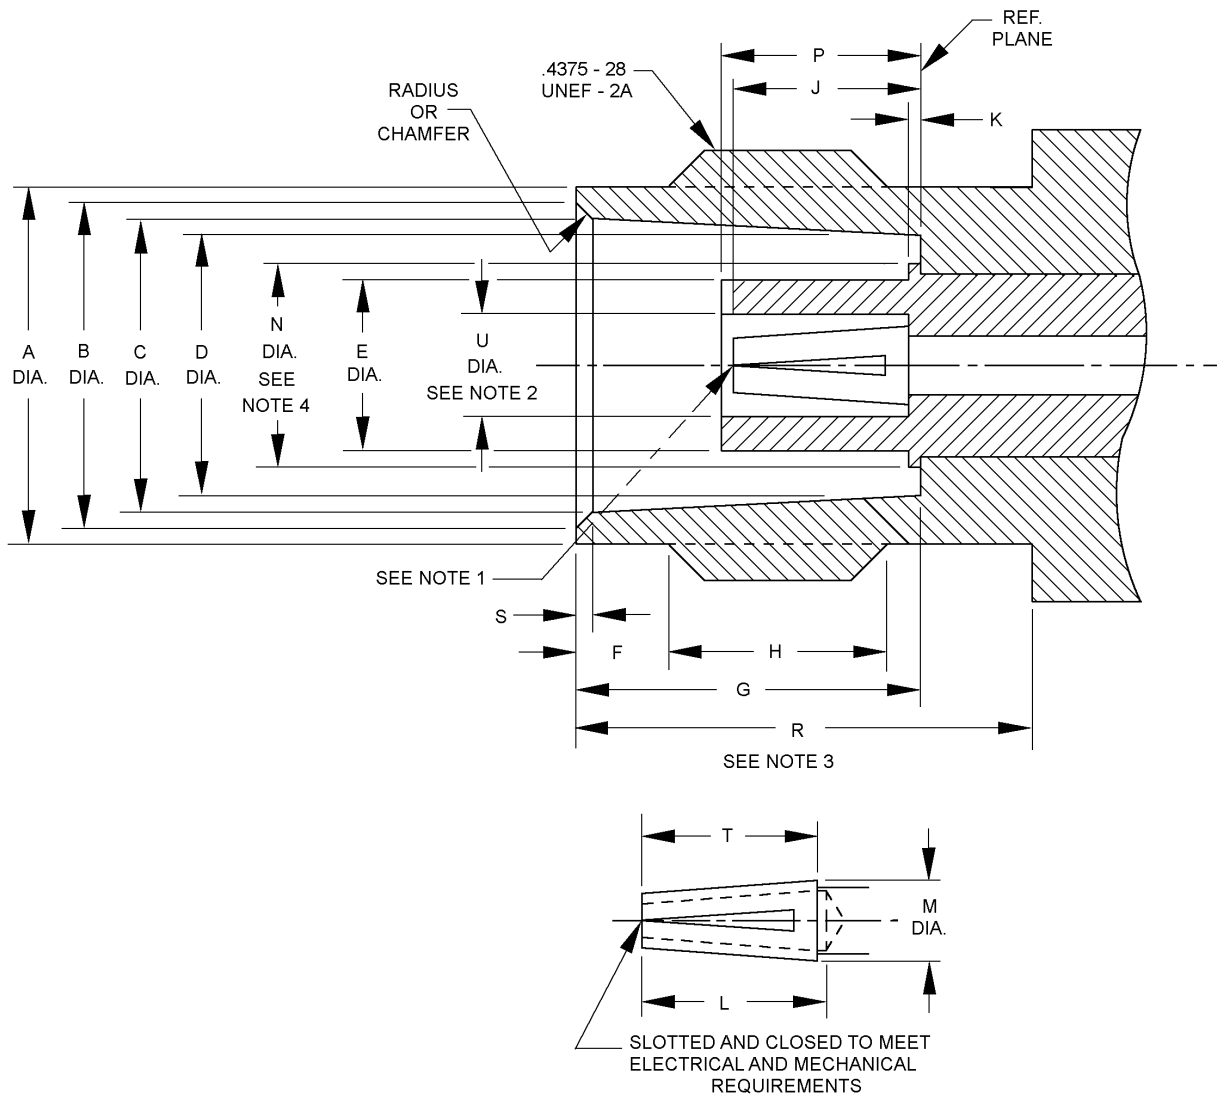 REF.
PLANE
P
.4375 - 28
UNEF - 2A
J
RADIUS
OR
CHAMFER
K
A
DIA.
B
DIA.
C
DIA.
D
DIA.
N
DIA.
SEE
NOTE 4
E
DIA.
U
DIA.
SEE NOTE 2
SEE NOTE 1
S
F
H
G
R
SEE NOTE 3
T
M
DIA.
L
SLOTTED AND CLOSED TO MEET
ELECTRICAL AND MECHANICAL
REQUIREMENTS